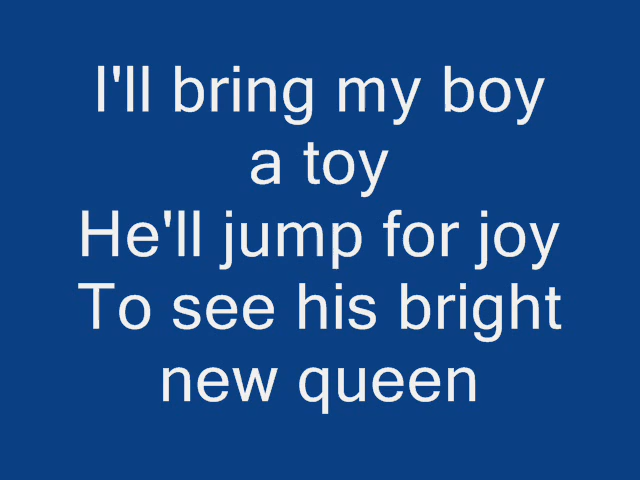 I'll bring my boy
a toy
He'll jump for joy
To see his bright
new queen